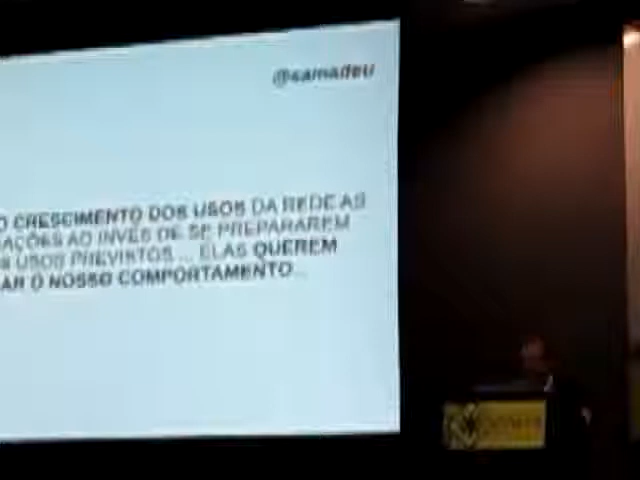 @samadeu
O CRESCIMENTO DOS USOS DA REDE AS
AÇÕES AO INVÉS DE SE PREPARAREM
S USOS PREVISTOS ... ELAS QUEREM
AR O NOSSO COMPORTAMENTO...